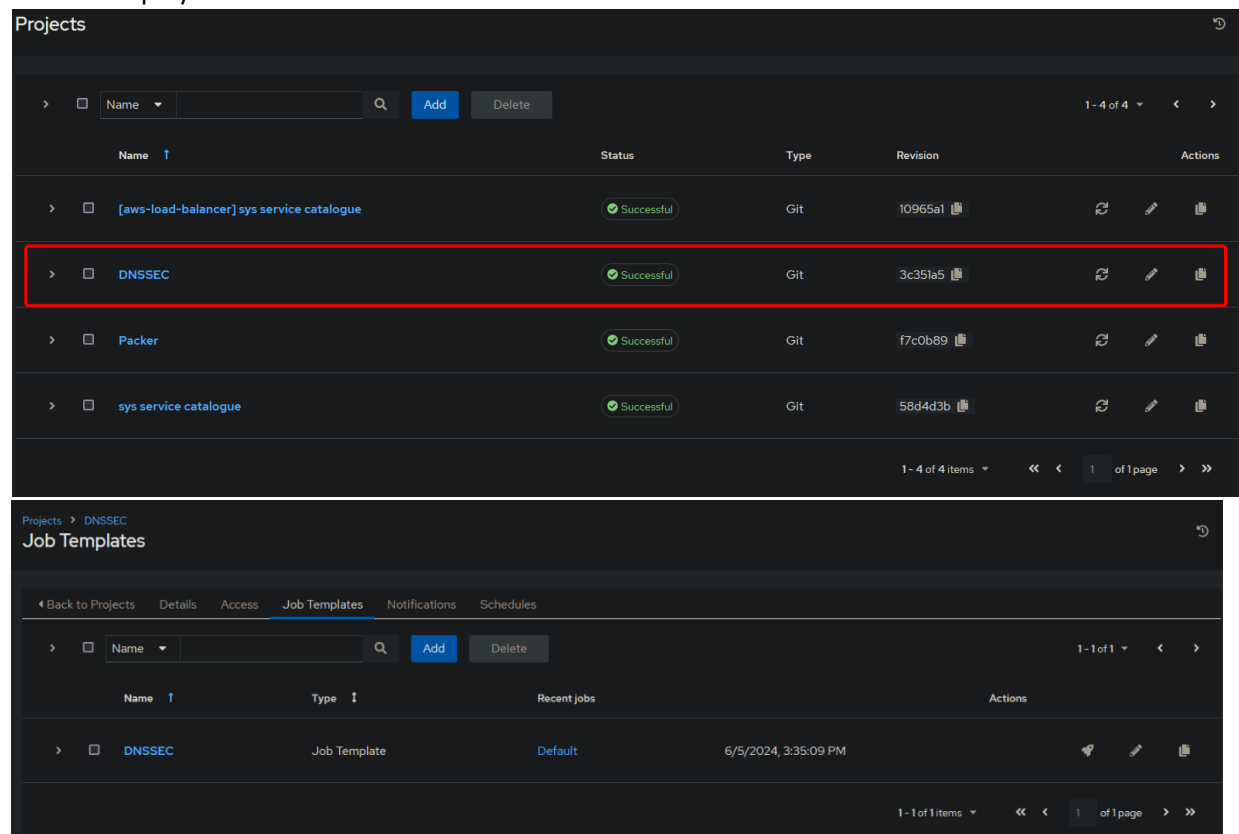 Projects
Name
Add Delete 1 - 4 of 4
Name Status Type Revision Actions
[aws-load-balancer] sys service catalogue Successful Git 10965a1
DNSSEC Successful Git 3c351a5
Packer Successful Git f7c0b89
sys service catalogue Successful Git 58d4d3b
1 - 4 of 4 items 1 of 1 page
Projects > DNSSEC
Job Templates
Back to Projects Details Access Job Templates Notifications Schedules
Name Add Delete 1 - 1 of 1
Name Type Recent jobs Actions
DNSSEC Job Template Default 6/5/2024, 3:35:09 PM
1 - 1 of 1 items 1 of 1 page